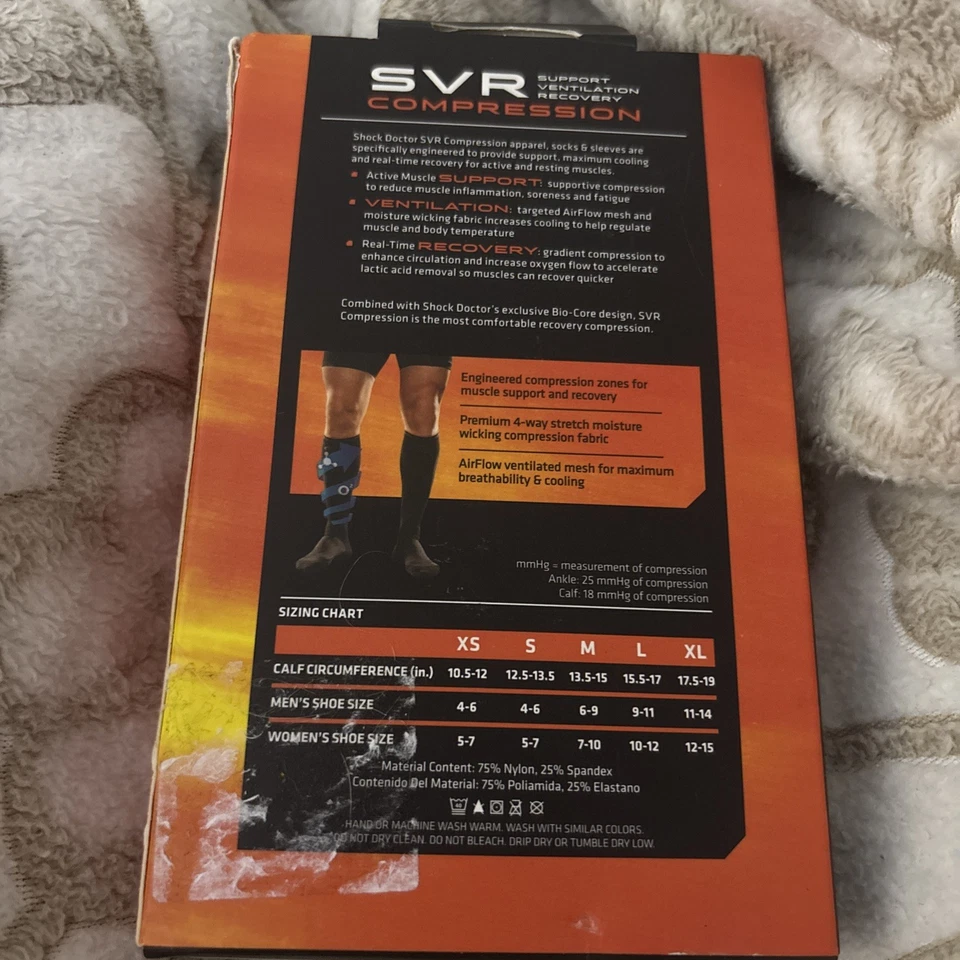 SVR SUPPORT
VENTILATION
RECOVERY
COMPRESSION
Shock Doctor SVR Compression apparel, socks & sleeves are
specifically engineered to provide support, maximum cooling
and real-time recovery for active and resting muscles.
Active Muscle SUPPORT: supportive compression
to reduce muscle inflammation, soreness and fatigue
VENTILATION: targeted AirFlow mesh and
moisture wicking fabric increases cooling to help regulate
muscle and body temperature
Real-Time RECOVERY: gradient compression to
enhance circulation and increase oxygen flow to accelerate
lactic acid removal so muscles can recover quicker
Combined with Shock Doctor's exclusive Bio-Core design, SVR
Compression is the most comfortable recovery compression.
Engineered compression zones for
muscle support and recovery
Premium 4-way stretch moisture
wicking compression fabric
AirFlow ventilated mesh for maximum
breathability & cooling
mmHg = measurement of compression
Ankle: 25 mmHg of compression
Calf: 18 mmHg of compression
SIZING CHART
XS S M L XL
CALF CIRCUMFERENCE (in.) 10.5-12 12.5-13.5 13.5-15 15.5-17 17.5-19
MEN'S SHOE SIZE 4-6 4-6 6-9 9-11 11-14
WOMEN'S SHOE SIZE 5-7 5-7 7-10 10-12 12-15
Material Content: 75% Nylon, 25% Spandex
Contenido Del Material: 75% Poliamida, 25% Elastano
HAND OR MACHINE WASH WARM. WASH WITH SIMILAR COLORS.
DO NOT DRY CLEAN. DO NOT BLEACH. DRIP DRY OR TUMBLE DRY LOW.